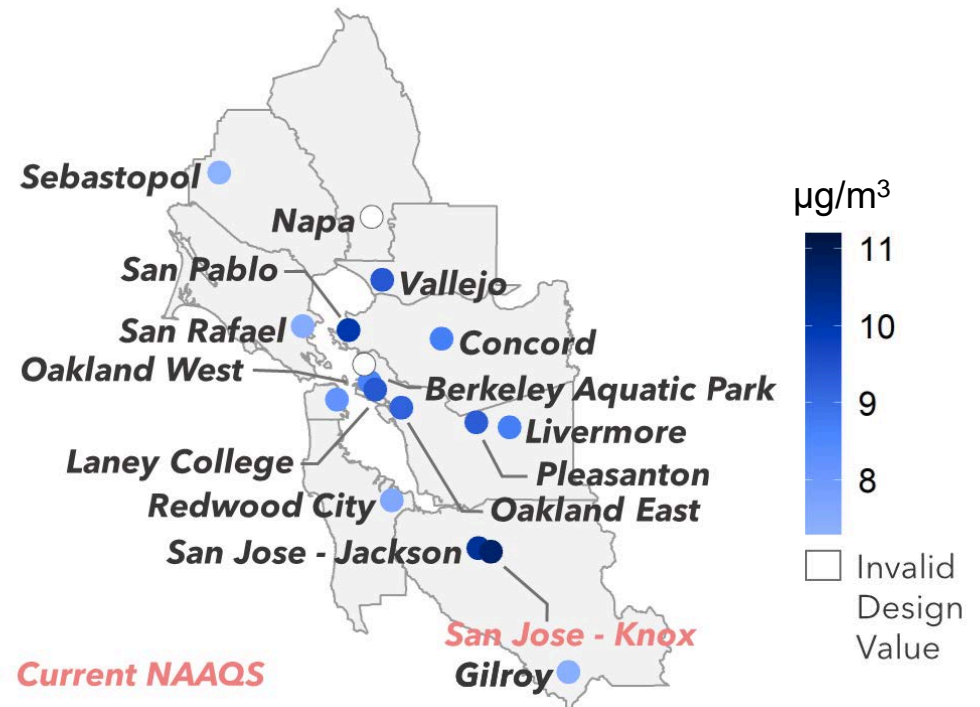 Sebastopol
Napa
San Pablo
Vallejo
San Rafael
Concord
Oakland West
Berkeley Aquatic Park
Livermore
Laney College
Pleasanton
Redwood City
Oakland East
San Jose - Jackson
San Jose - Knox
Gilroy
Current NAAQS
µg/m³
11
10
9
8
Invalid
Design
Value